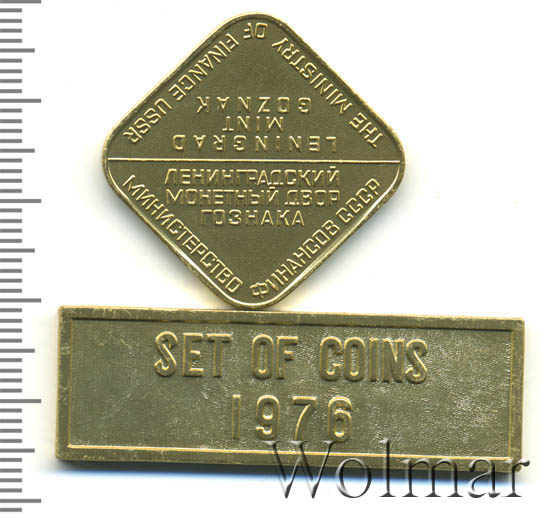 THE MINISTRY OF FINANCE USSR
LENINGRAD
MINT
GOZNAK
ЛЕНИНГРАДСКИЙ
МОНЕТНЫЙ ДВОР
ГОЗНАКА
МИНИСТЕРСТВО ФИНАНСОВ СССР
SET OF COINS
1976
Wolmar